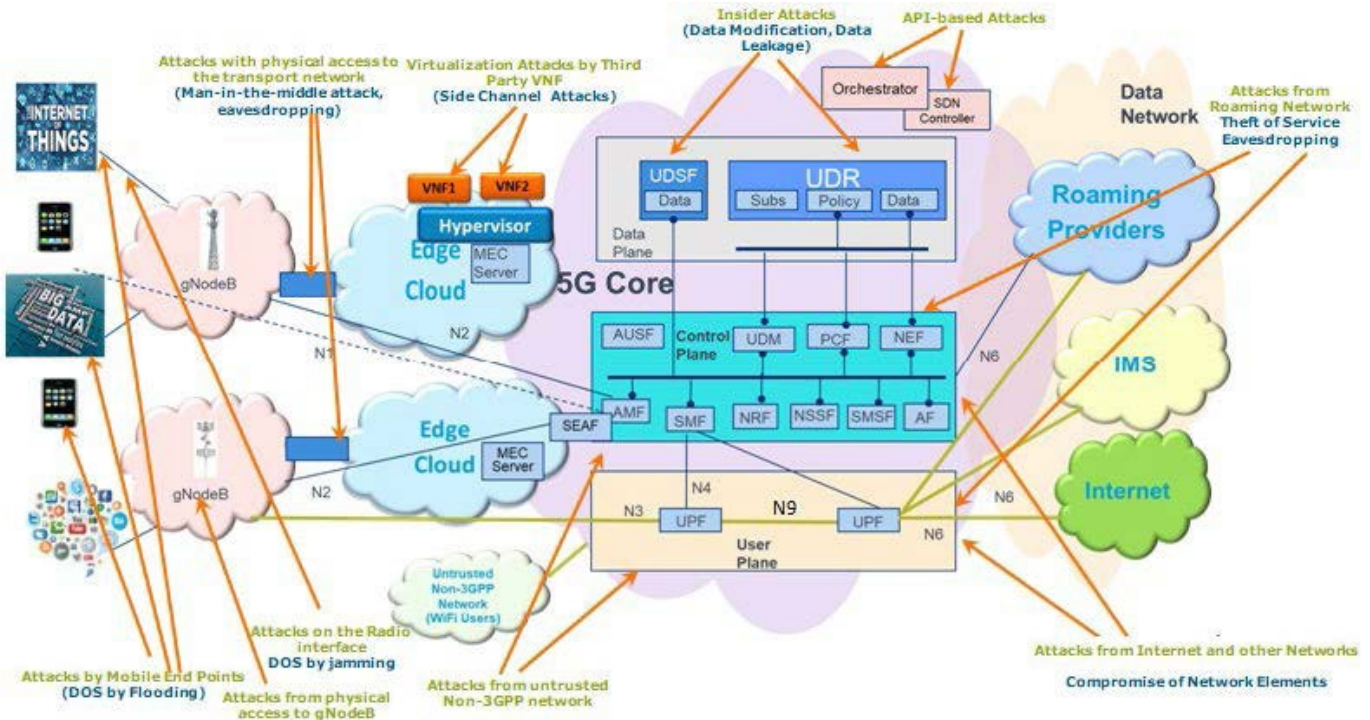 Insider Attacks
(Data Modification, Data
Leakage)
API-based Attacks
Attacks with physical access to
the transport network
(Man-in-the-middle attack,
eavesdropping)
Virtualization Attacks by Third
Party VNF
(Side Channel Attacks)
Orchestrator
SDN
Controller
Data
Network
Attacks from
Roaming Network
Theft of Service
Eavesdropping
INTERNET
OF
THINGS
VNF1
VNF2
Hypervisor
Edge
Cloud
MEC
Server
gNodeB
UDSF
Data
UDR
Subs
Policy
Data
Data
Plane
Roaming
Providers
5G Core
BIG
DATA
N1
N2
AUSF
Control
Plane
UDM
PCF
NEF
N6
IMS
AMF
SMF
NRF
NSSF
SMSF
AF
SEAF
Edge
Cloud
MEC
Server
gNodeB
N2
N4
N3
UPF
N9
UPF
N6
N6
Internet
User
Plane
Untrusted
Non-3GPP
Network
(WiFi Users)
Attacks on the Radio
interface
DOS by jamming
Attacks by Mobile End Points
(DOS by Flooding)
Attacks from physical
access to gNodeB
Attacks from untrusted
Non-3GPP network
Attacks from Internet and other Networks
Compromise of Network Elements